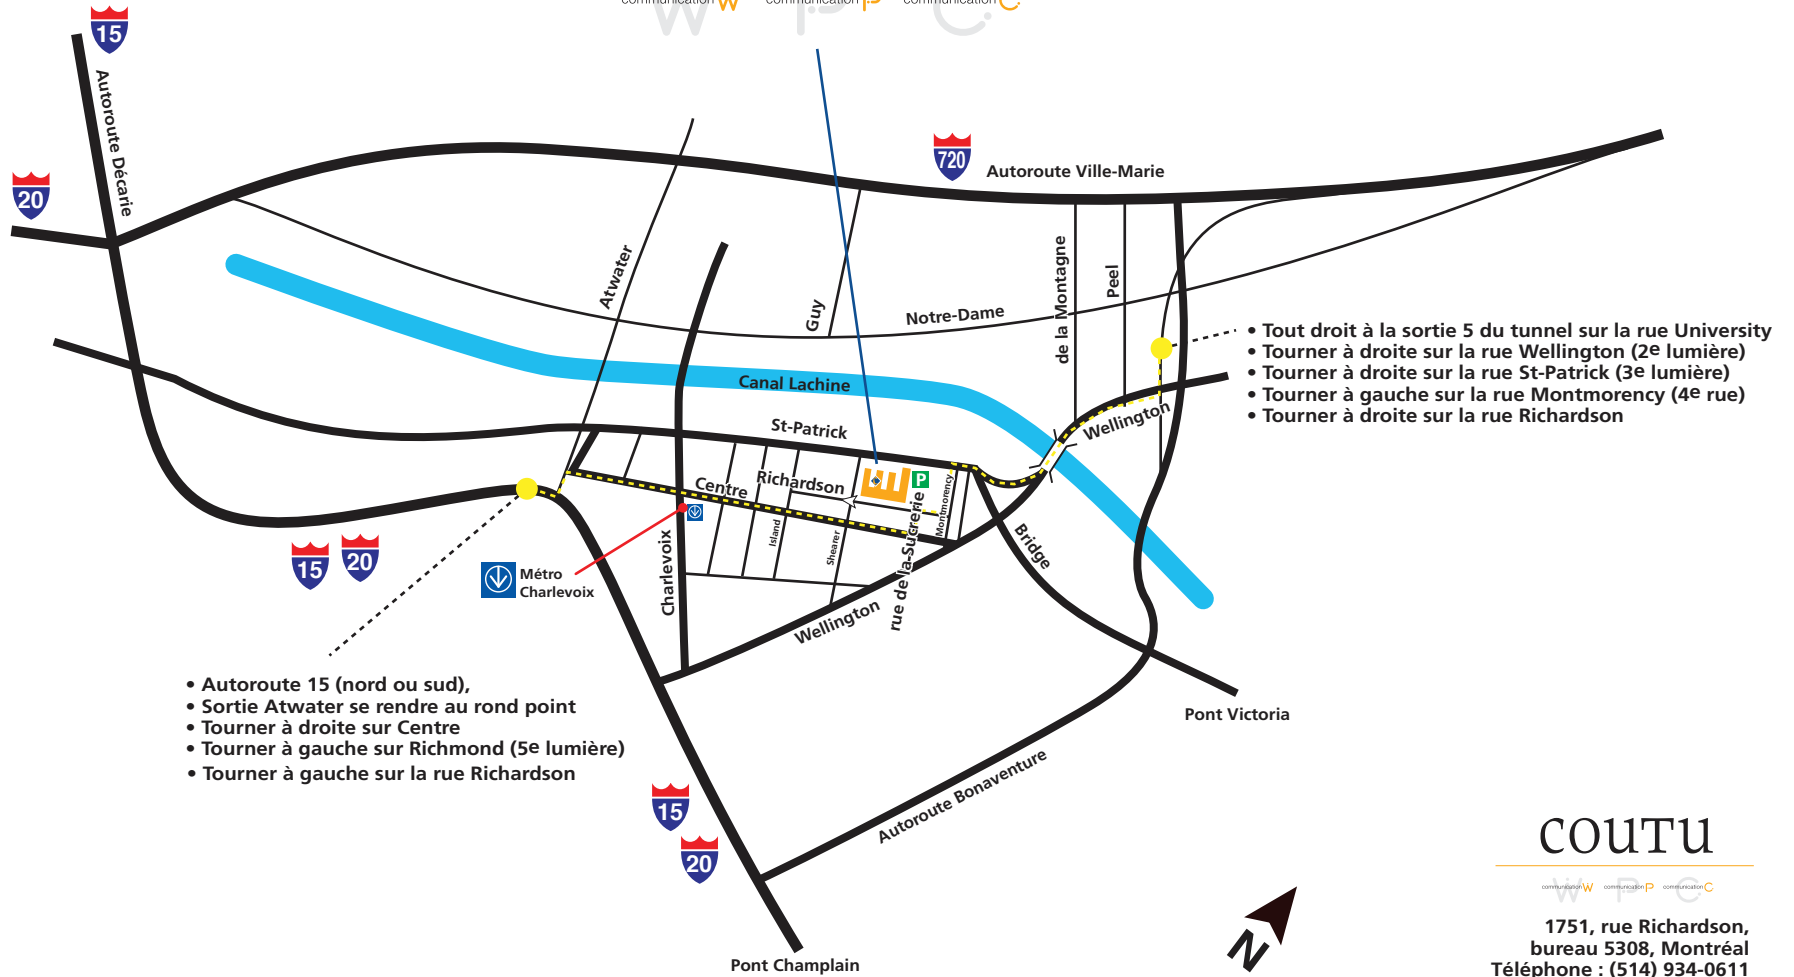 communication W communication P communication C
W P C
15
Autoroute Décarie
20
720
Autoroute Ville-Marie
Atwater
Guy
Notre-Dame
de la Montagne
Peel
Canal Lachine
St-Patrick
Wellington
• Tout droit à la sortie 5 du tunnel sur la rue University
• Tourner à droite sur la rue Wellington (2e lumière)
• Tourner à droite sur la rue St-Patrick (3e lumière)
• Tourner à gauche sur la rue Montmorency (4e rue)
• Tourner à droite sur la rue Richardson
Centre
Richardson
P
Montmorency
Island
Shearer
rue de la Sucrerie
Bridge
Charlevoix
Métro
Charlevoix
15
20
Wellington
• Autoroute 15 (nord ou sud),
• Sortie Atwater se rendre au rond point
• Tourner à droite sur Centre
• Tourner à gauche sur Richmond (5e lumière)
• Tourner à gauche sur la rue Richardson
Pont Victoria
Autoroute Bonaventure
15
20
Pont Champlain
N
COUTU
communication W communication P communication C
W P C
1751, rue Richardson,
bureau 5308, Montréal
Téléphone : (514) 934-0611